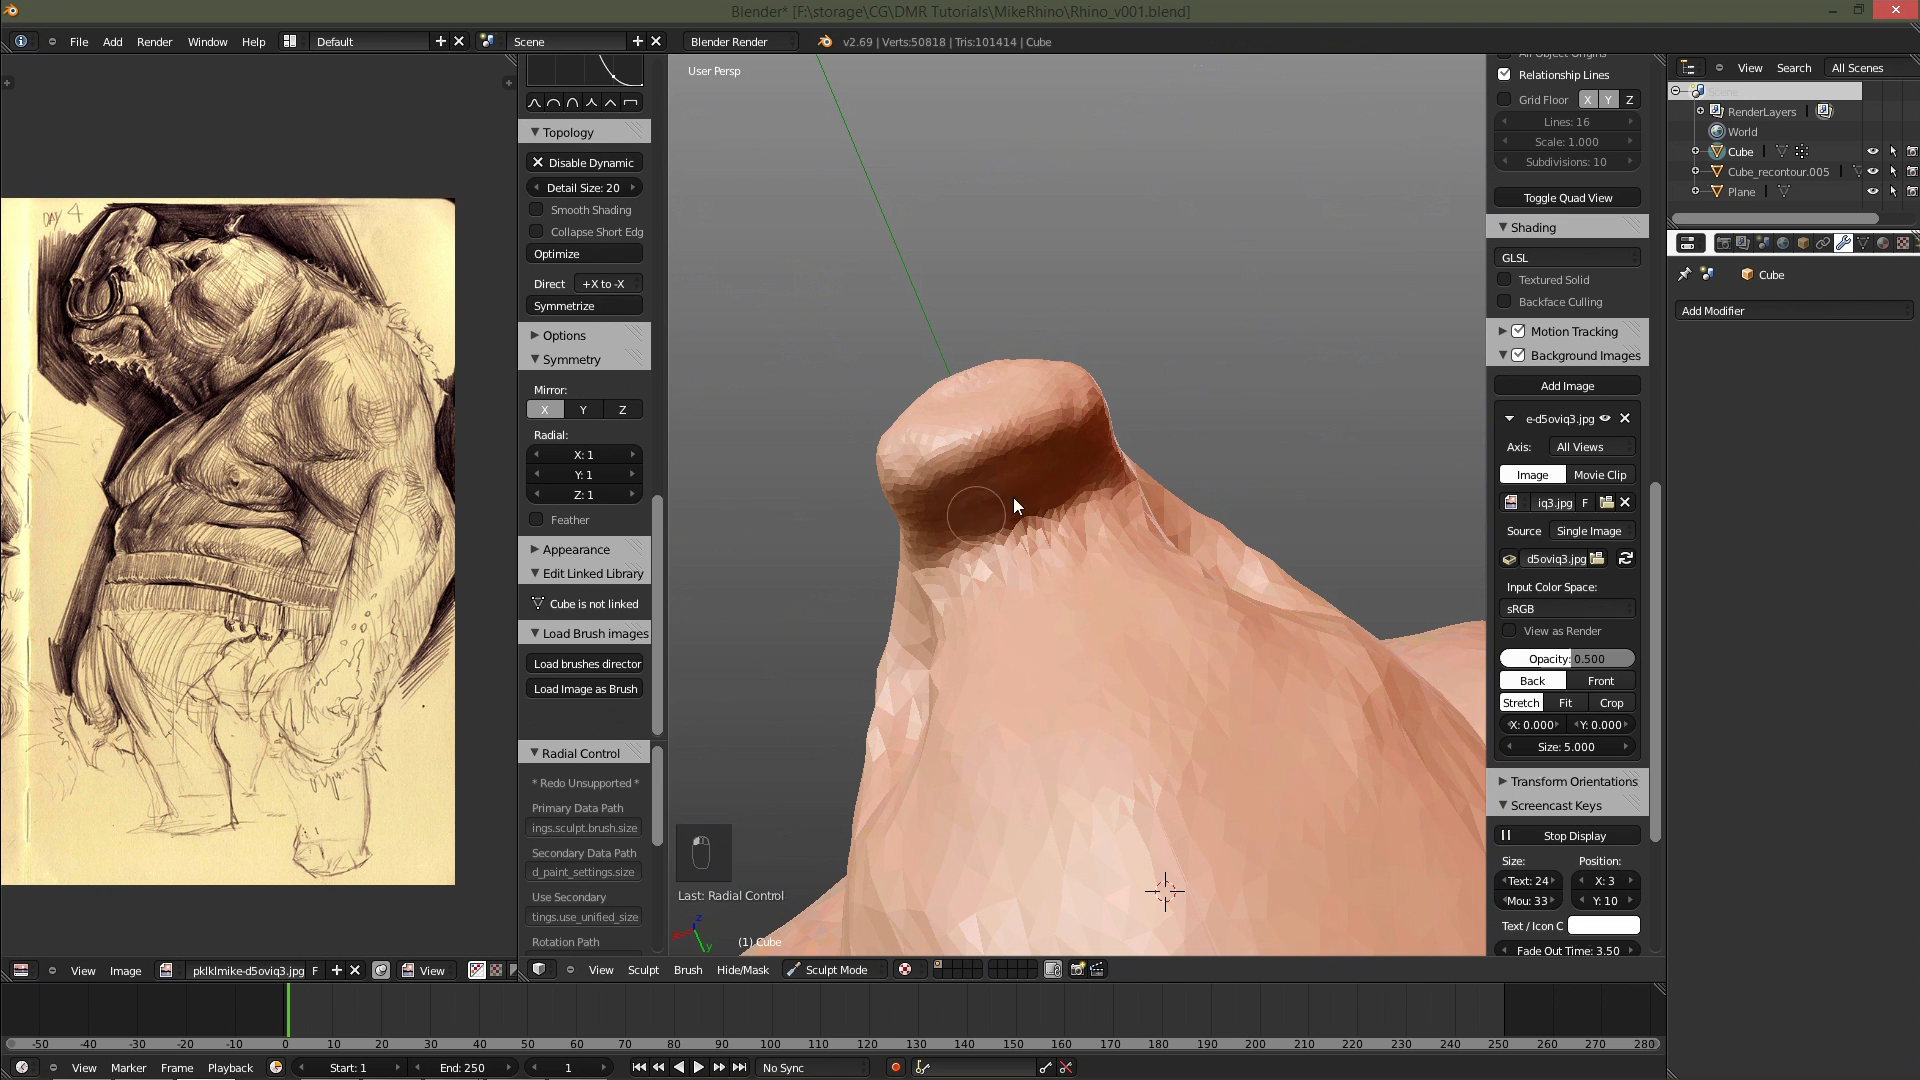 Blender* [F:\storage\CG\DMR Tutorials\MikeRhino\Rhino_v001.blend]
File Add Render Window Help Default Scene Blender Render v2.69 | Verts:50818 | Tris:101414 | Cube
User Persp
Topology
Disable Dynamic
Detail Size: 20
Smooth Shading
Collapse Short Edg
Optimize
Direct +X to -X
Symmetrize
Options
Symmetry
Mirror:
X Y Z
Radial:
X: 1
Y: 1
Z: 1
Feather
Appearance
Edit Linked Library
Cube is not linked
Load Brush images
Load brushes director
Load Image as Brush
Radial Control
* Redo Unsupported *
Primary Data Path
ings.sculpt.brush.size
Secondary Data Path
d_paint_settings.size
Use Secondary
tings.use_unified_size
Rotation Path
DAY 4
Last: Radial Control
(1) Cube
All Object Origins
Relationship Lines
Grid Floor X Y Z
Lines: 16
Scale: 1.000
Subdivisions: 10
Toggle Quad View
Shading
GLSL
Textured Solid
Backface Culling
Motion Tracking
Background Images
Add Image
e-d5oviq3.jpg
Axis: All Views
Image Movie Clip
iq3.jpg F
Source Single Image
d5oviq3.jpg
Input Color Space:
sRGB
View as Render
Opacity: 0.500
Back Front
Stretch Fit Crop
X: 0.000 Y: 0.000
Size: 5.000
Transform Orientations
Screencast Keys
Stop Display
Size: Position:
Text: 24 X: 3
Mou: 33 Y: 10
Text / Icon C
Fade Out Time: 3.50
View Search All Scenes
Scene
RenderLayers
World
Cube
Cube_recontour.005
Plane
Cube
Add Modifier
View Image pklklmike-d5oviq3.jpg F View
View Sculpt Brush Hide/Mask Sculpt Mode
-50 -40 -30 -20 -10 0 10 20 30 40 50 60 70 80 90 100 110 120 130 140 150 160 170 180 190 200 210 220 230 240 250 260 270 280
View Marker Frame Playback Start: 1 End: 250 1 No Sync